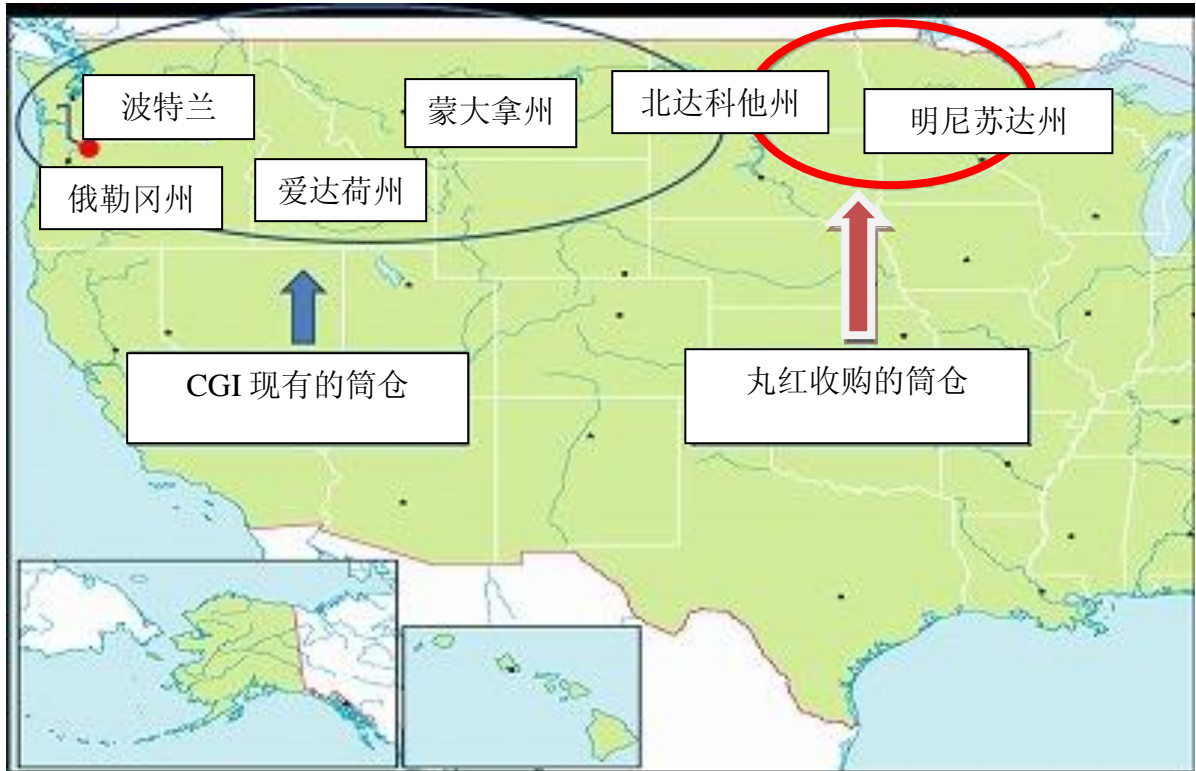 波特兰
蒙大拿州
北达科他州
明尼苏达州
俄勒冈州
爱达荷州
CGI 现有的筒仓
丸红收购的筒仓